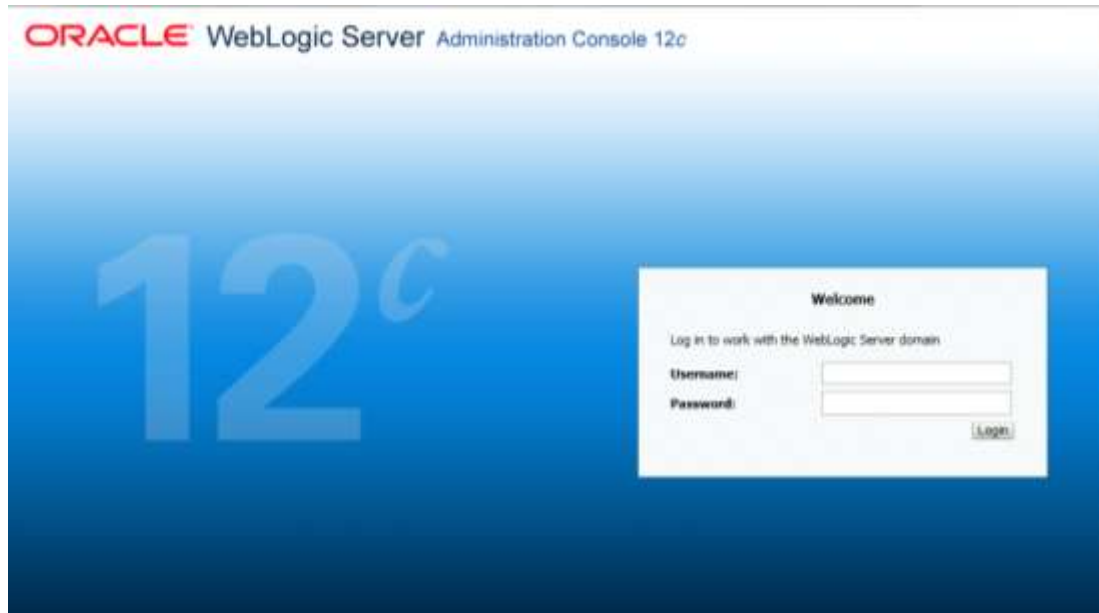 ORACLE WebLogic Server Administration Console 12c
12c
Welcome
Log in to work with the WebLogic Server domain
Username:
Password:
Login